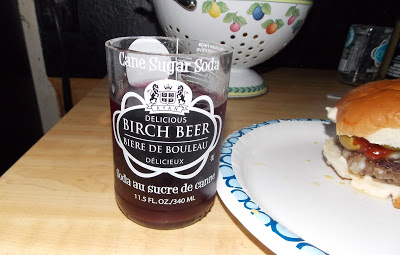 Cane Sugar Soda
DELICIOUS
BIRCH BEER
BIÈRE DE BOULEAU
DÉLICIEUX
Soda au sucre de canne
11.5 FL. OZ./340 ML